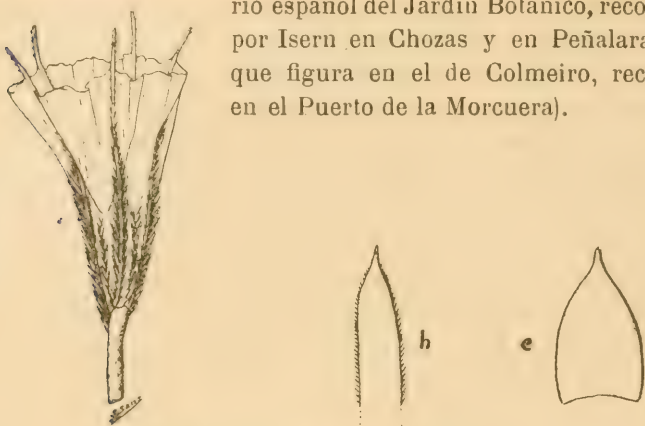 rio español del Jardín Botánico, reco
por Isern en Chozas y en Peñalara
que figura en el de Colmeiro, rec
en el Puerto de la Morcuera).
h
e